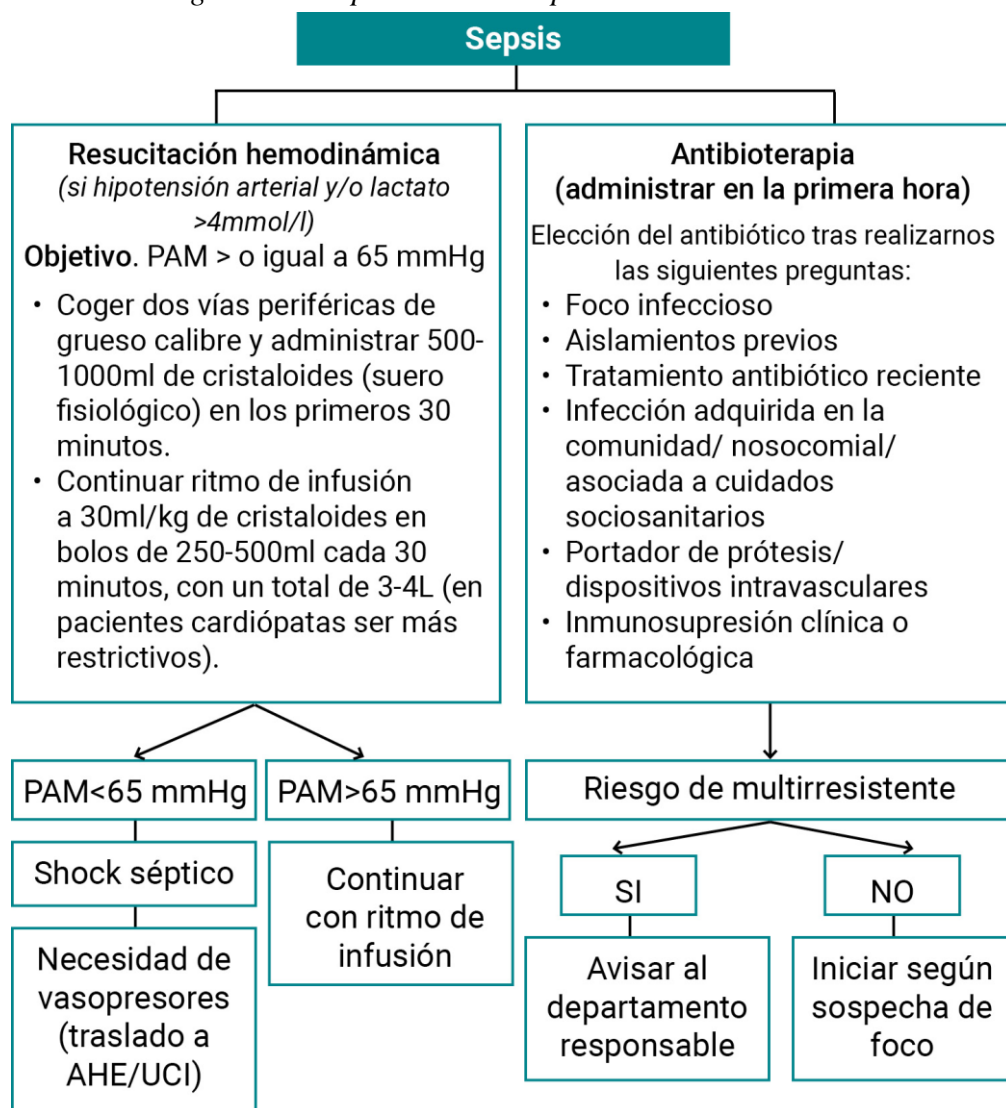 Sepsis
Resucitación hemodinámica
(si hipotensión arterial y/o lactato
>4mmol/l)
Objetivo. PAM > o igual a 65 mmHg
• Coger dos vías periféricas de
grueso calibre y administrar 500-
1000ml de cristaloides (suero
fisiológico) en los primeros 30
minutos.
• Continuar ritmo de infusión
a 30ml/kg de cristaloides en
bolos de 250-500ml cada 30
minutos, con un total de 3-4L (en
pacientes cardiópatas ser más
restrictivos).
Antibioterapia
(administrar en la primera hora)
Elección del antibiótico tras realizarnos
las siguientes preguntas:
• Foco infeccioso
• Aislamientos previos
• Tratamiento antibiótico reciente
• Infección adquirida en la
comunidad/ nosocomial/
asociada a cuidados
sociosanitarios
• Portador de prótesis/
dispositivos intravasculares
• Inmunosupresión clínica o
farmacológica
PAM<65 mmHg
Shock séptico
Necesidad de
vasopresores
(traslado a
AHE/UCI)
PAM>65 mmHg
Continuar
con ritmo de
infusión
Riesgo de multirresistente
SI
Avisar al
departamento
responsable
NO
Iniciar según
sospecha de
foco